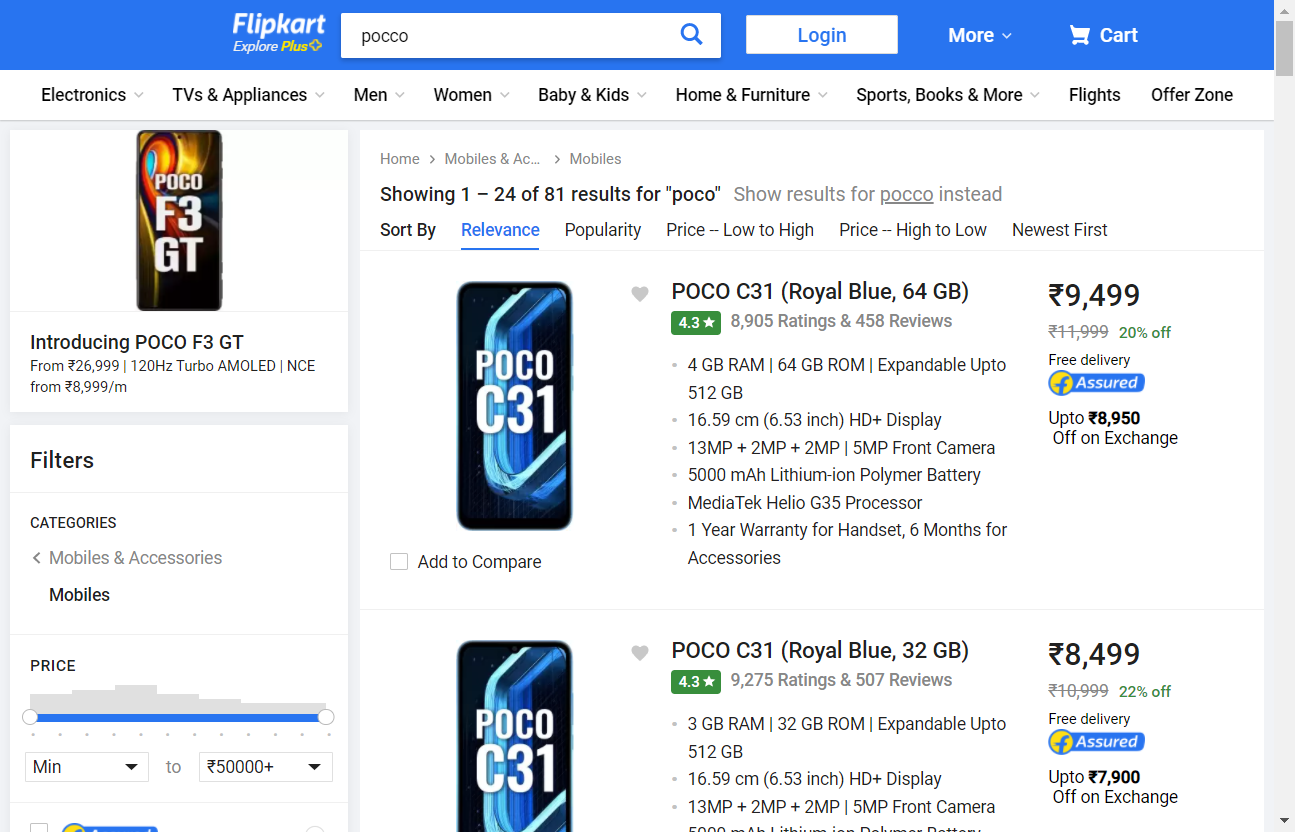 Flipkart
Explore Plus
pocco
Login
More
Cart
Electronics
TVs & Appliances
Men
Women
Baby & Kids
Home & Furniture
Sports, Books & More
Flights
Offer Zone
POCO
F3
GT
Introducing POCO F3 GT
From ₹26,999 | 120Hz Turbo AMOLED | NCE
from ₹8,999/m
Filters
CATEGORIES
Mobiles & Accessories
Mobiles
PRICE
Min
to
₹50000+
Assured
Home
Mobiles & Ac...
Mobiles
Showing 1 – 24 of 81 results for "poco" Show results for pocco instead
Sort By
Relevance
Popularity
Price -- Low to High
Price -- High to Low
Newest First
POCO
C31
Add to Compare
POCO C31 (Royal Blue, 64 GB)
4.3 8,905 Ratings & 458 Reviews
4 GB RAM | 64 GB ROM | Expandable Upto
512 GB
16.59 cm (6.53 inch) HD+ Display
13MP + 2MP + 2MP | 5MP Front Camera
5000 mAh Lithium-ion Polymer Battery
MediaTek Helio G35 Processor
1 Year Warranty for Handset, 6 Months for
Accessories
₹9,499
₹11,999 20% off
Free delivery
Assured
Upto ₹8,950
Off on Exchange
POCO
C31
POCO C31 (Royal Blue, 32 GB)
4.3 9,275 Ratings & 507 Reviews
3 GB RAM | 32 GB ROM | Expandable Upto
512 GB
16.59 cm (6.53 inch) HD+ Display
13MP + 2MP + 2MP | 5MP Front Camera
5000 mAh Lithium-ion Polymer Battery
₹8,499
₹10,999 22% off
Free delivery
Assured
Upto ₹7,900
Off on Exchange